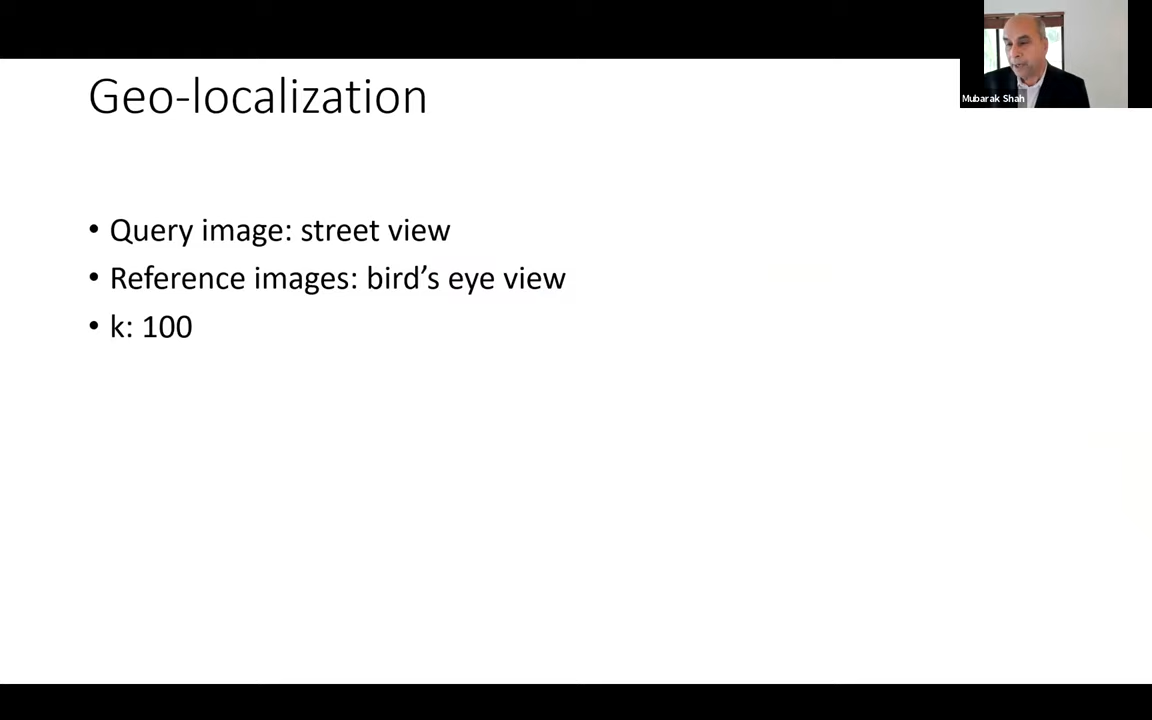 Geo-localization
Mubarak Shah
• Query image: street view
• Reference images: bird’s eye view
• k: 100